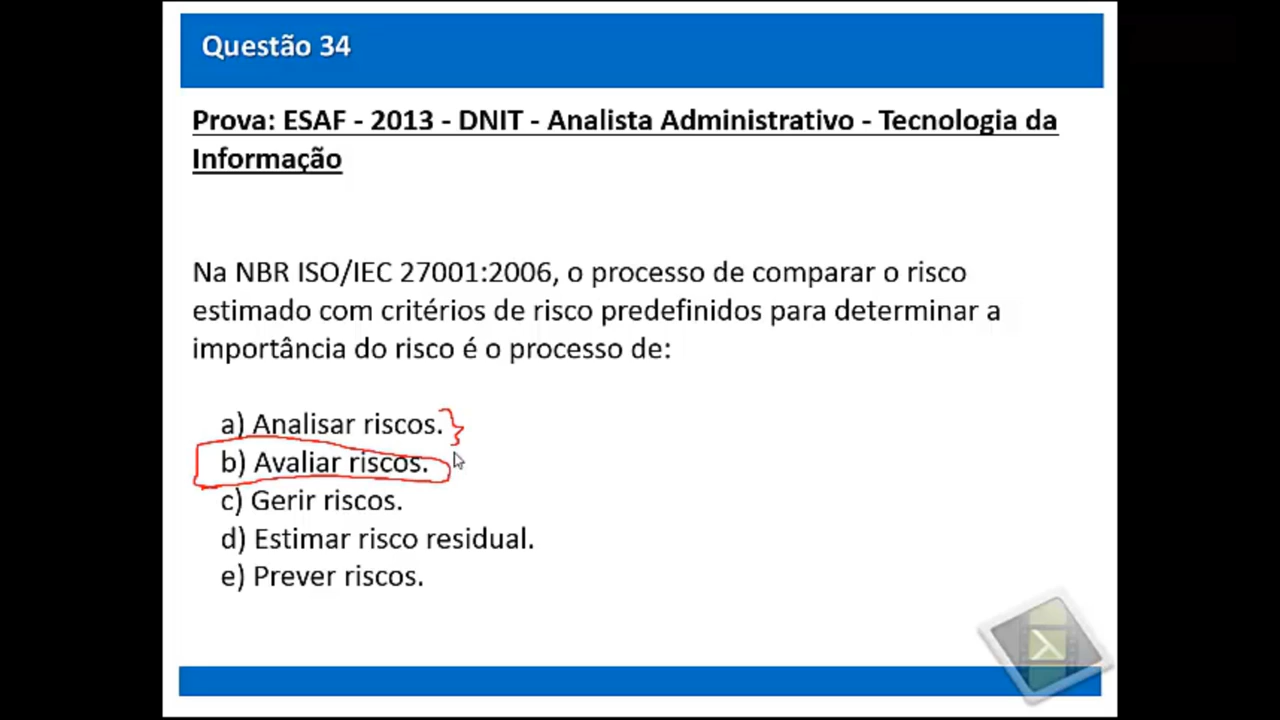 Questão 34
Prova: ESAF - 2013 - DNIT - Analista Administrativo - Tecnologia da
Informação
Na NBR ISO/IEC 27001:2006, o processo de comparar o risco
estimado com critérios de risco predefinidos para determinar a
importância do risco é o processo de:
a) Analisar riscos.
b) Avaliar riscos.
c) Gerir riscos.
d) Estimar risco residual.
e) Prever riscos.